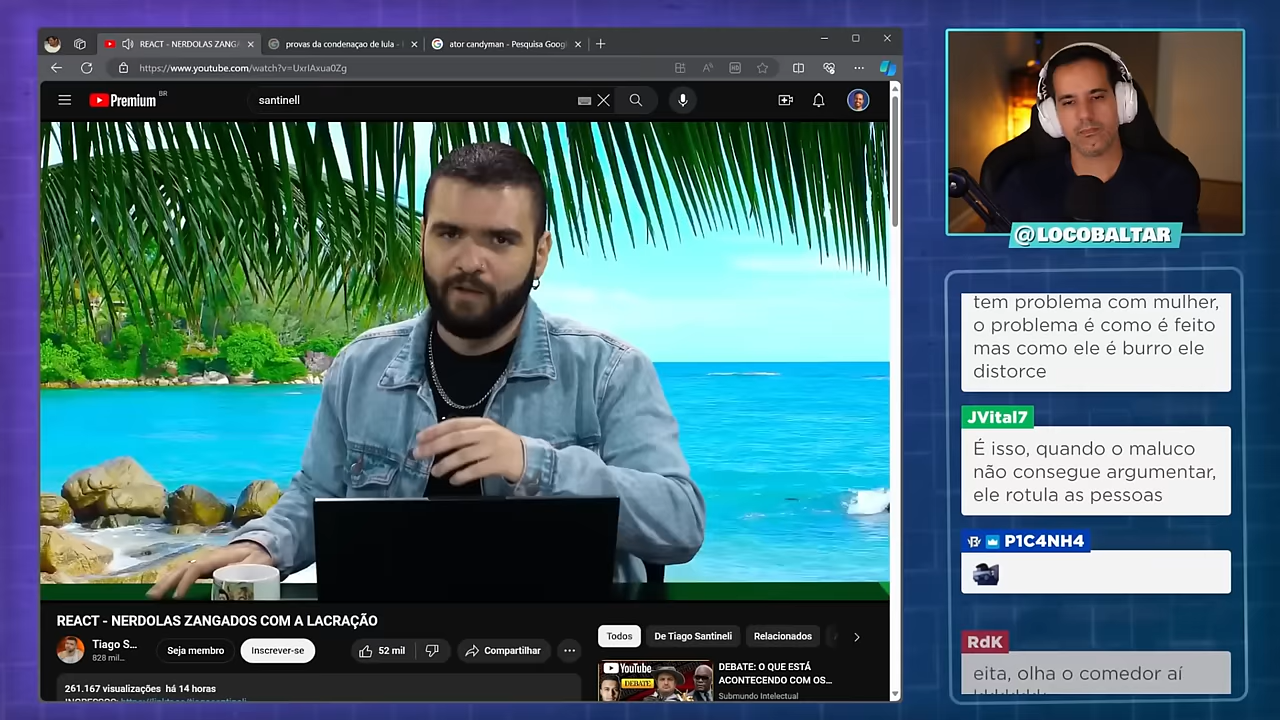 REACT - NERDOLAS ZANGA
provas da condenaçao de lula -
ator candyman - Pesquisa Goog
https://www.youtube.com/watch?v=UxrlAxua0Zg
Premium BR
santinell
@LOCOBALTAR
tem problema com mulher,
o problema é como é feito
mas como ele é burro ele
distorce
JVital7
É isso, quando o maluco
não consegue argumentar,
ele rotula as pessoas
P1C4NH4
RdK
eita, olha o comedor aí
REACT - NERDOLAS ZANGADOS COM A LACRAÇÃO
Tiago S...
828 mil...
Seja membro
Inscrever-se
52 mil
Compartilhar
261.167 visualizações há 14 horas
Todos
De Tiago Santineli
Relacionados
YouTube
DEBATE
DEBATE: O QUE ESTÁ
ACONTECENDO COM OS...
Submundo Intelectual